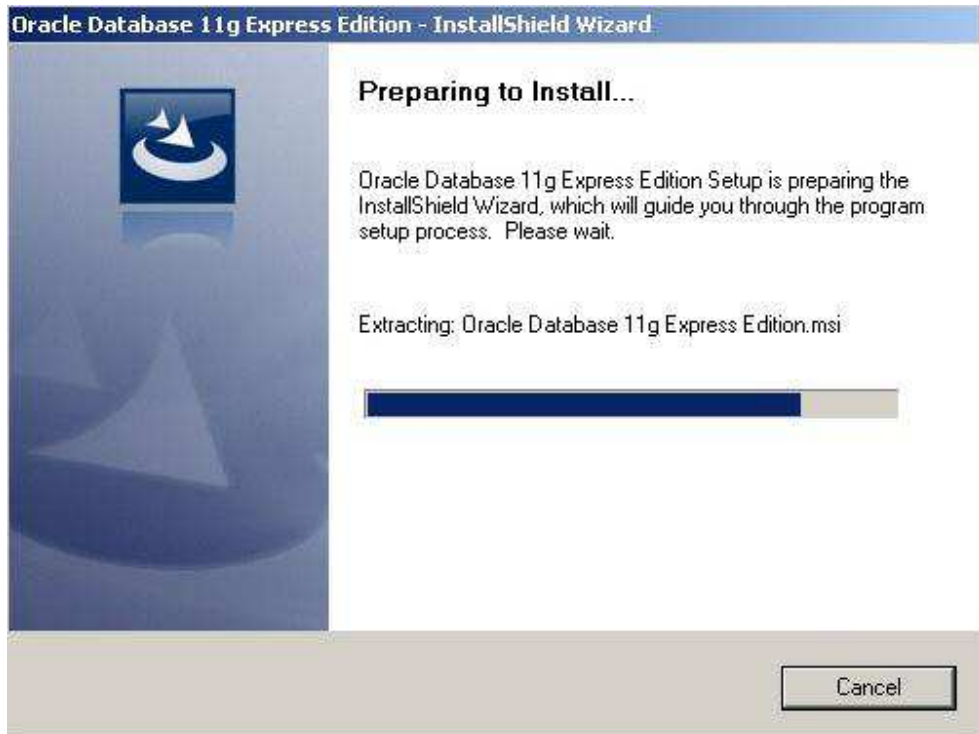 Oracle Database 11g Express Edition - InstallShield Wizard
Preparing to Install...
Oracle Database 11g Express Edition Setup is preparing the
InstallShield Wizard, which will guide you through the program
setup process.  Please wait.
Extracting: Oracle Database 11g Express Edition.msi
Cancel